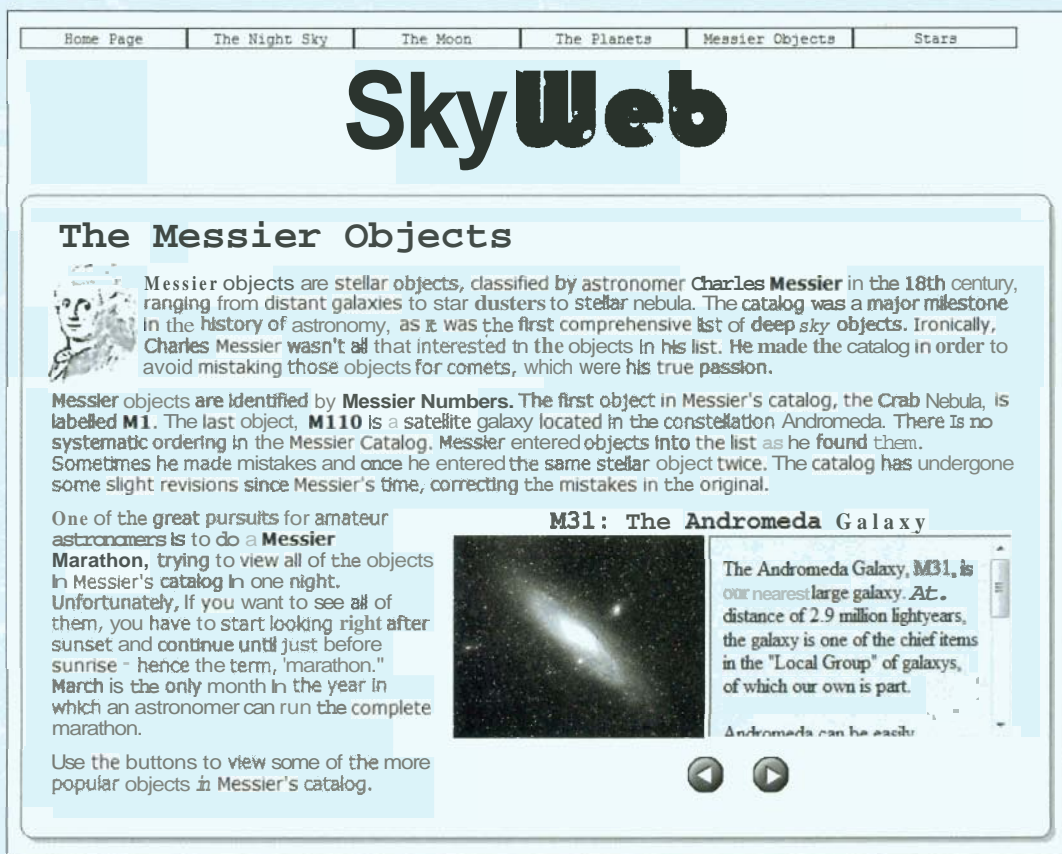 Home Page The Night Sky The Moon The Planets Messier Objects Stars
SkyWeb
The Messier Objects
Messier objects are stellar objects, classified by astronomer Charles Messier in the 18th century,
ranging from distant galaxies to star dusters to stellar nebula. The catalog was a major milestone
in the history of astronomy, as it was the first comprehensive list of deep sky objects. Ironically,
Charles Messier wasn't all that interested in the objects in his list. He made the catalog in order to
avoid mistaking those objects for comets, which were his true passion.
Messier objects are identified by Messier Numbers. The first object in Messier's catalog, the Crab Nebula, is
labelled M1. The last object, M110 is a satellite galaxy located in the constellation Andromeda. There Is no
systematic ordering in the Messier Catalog. Messier entered objects into the list as he found them.
Sometimes he made mistakes and once he entered the same stellar object twice. The catalog has undergone
some slight revisions since Messier's time, correcting the mistakes in the original.
One of the great pursuits for amateur
astronomers is to do a Messier
Marathon, trying to view all of the objects
In Messier's catalog In one night.
Unfortunately, If you want to see all of
them, you have to start looking right after
sunset and continue until just before
sunrise - hence the term, 'marathon."
March is the only month In the year in
which an astronomer can run the complete
marathon.
Use the buttons to view some of the more
popular objects in Messier's catalog.
M31: The Andromeda Galaxy
The Andromeda Galaxy, M31, is
our nearest large galaxy. At.
distance of 2.9 million lightyears,
the galaxy is one of the chief items
in the "Local Group" of galaxys,
of which our own is part.
Andromeda can be easily